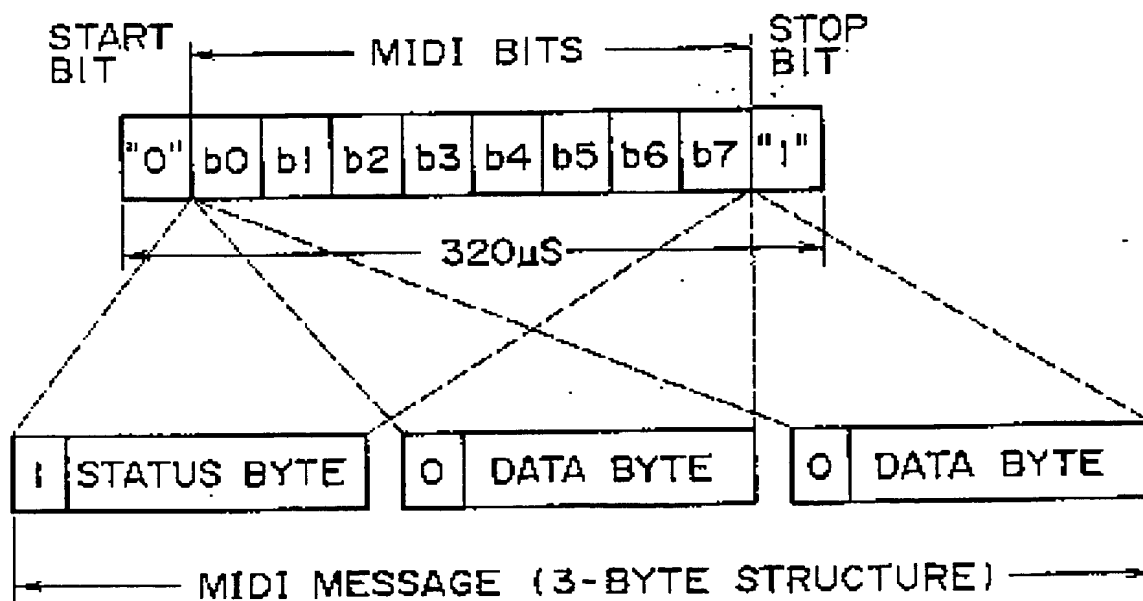 START BIT
MIDI BITS
STOP BIT
"0" b0 b1 b2 b3 b4 b5 b6 b7 "1"
320µS
1 STATUS BYTE
0 DATA BYTE
0 DATA BYTE
MIDI MESSAGE (3-BYTE STRUCTURE)